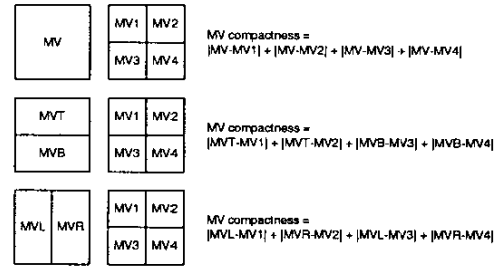 MV
MV1 MV2
MV3 MV4
MV compactness =
|MV-MV1| + |MV-MV2| + |MV-MV3| + |MV-MV4|
MVT
MVB
MV1 MV2
MV3 MV4
MV compactness =
|MVT-MV1| + |MVT-MV2| + |MVB-MV3| + |MVB-MV4|
MVL MVR
MV1 MV2
MV3 MV4
MV compactness =
|MVL-MV1| + |MVR-MV2| + |MVL-MV3| + |MVR-MV4|